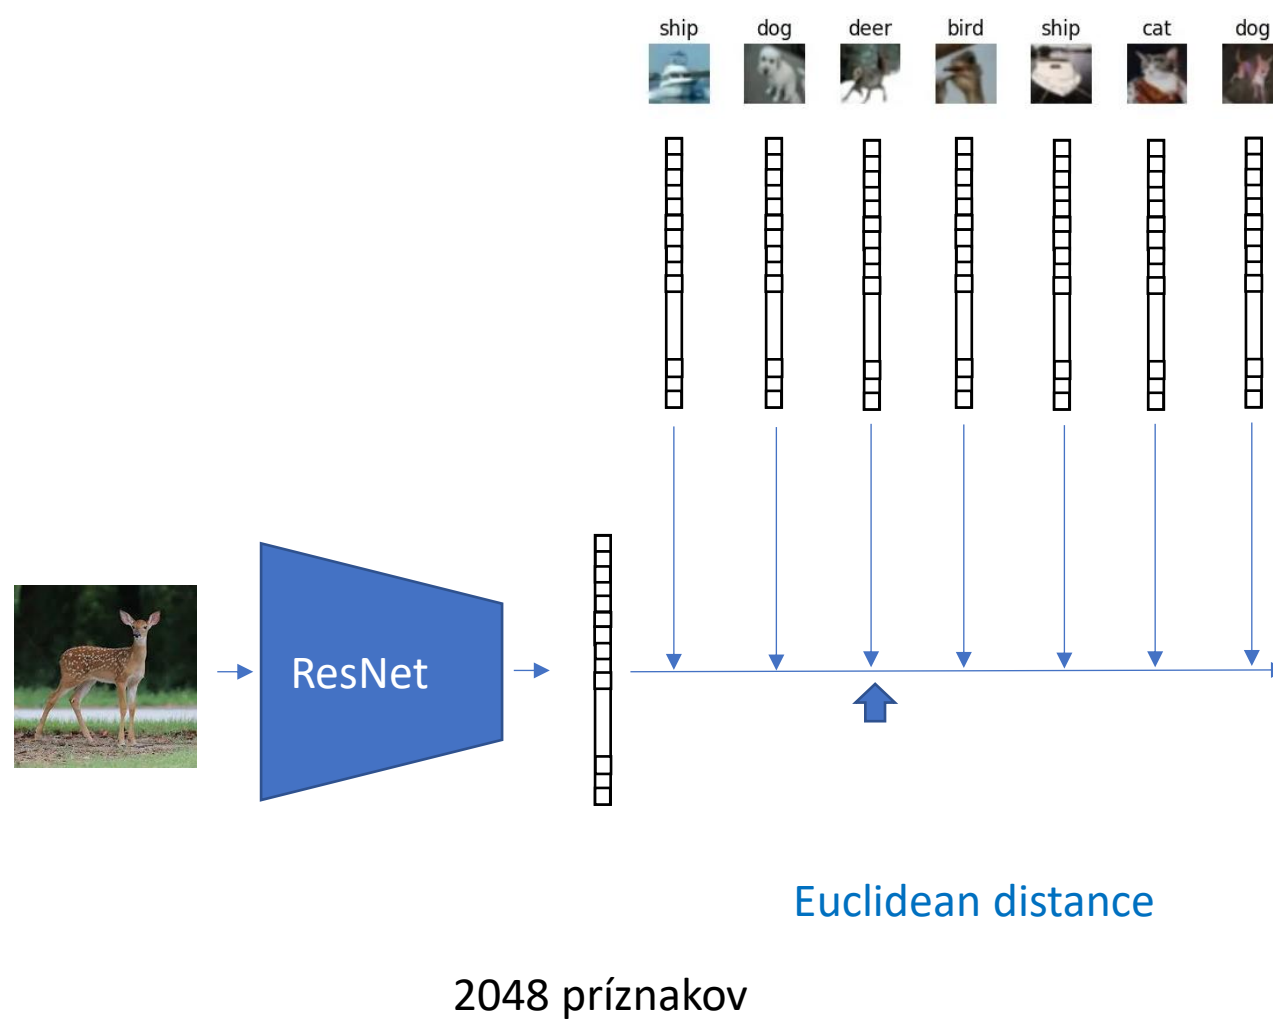 ship dog deer bird ship cat dog
ResNet
Euclidean distance
2048 príznakov